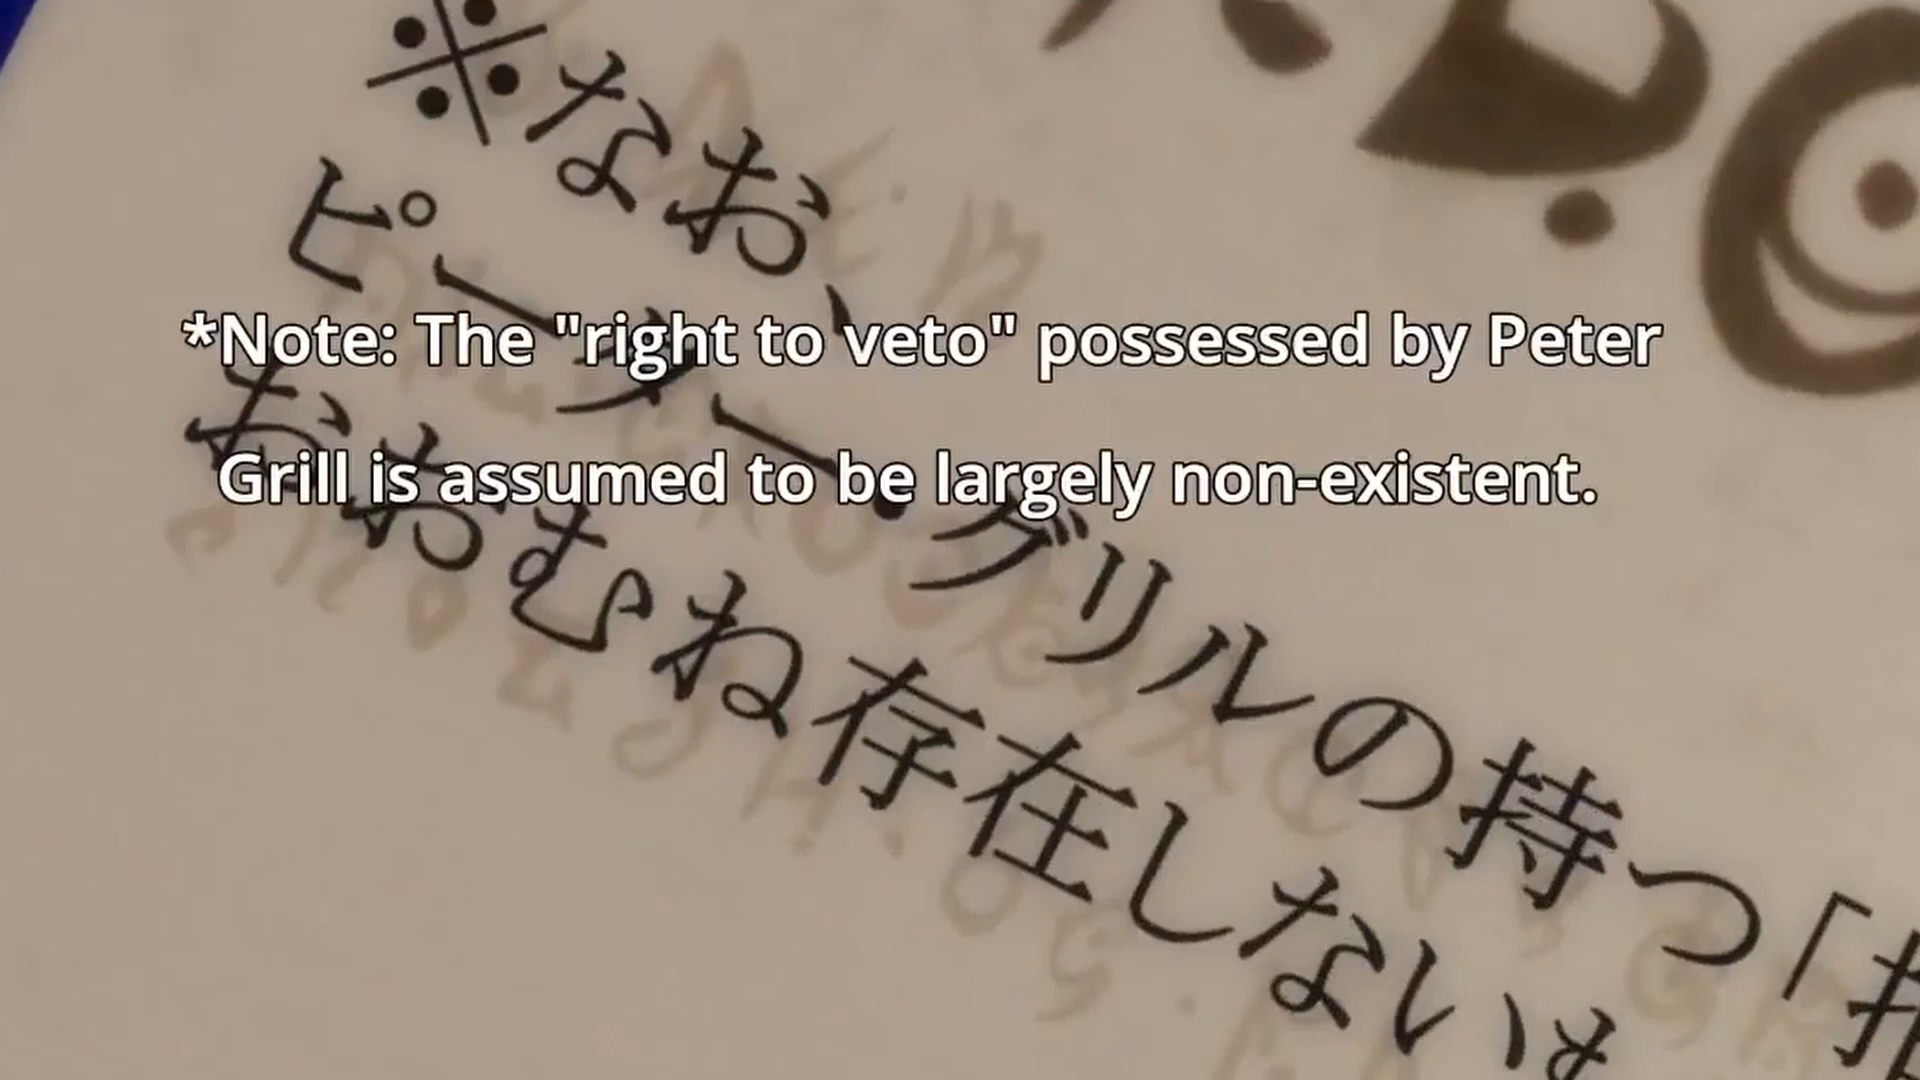 ※なお、
ピーター・グリルの持つ「拒
おおむね存在しないも
*Note: The "right to veto" possessed by Peter
Grill is assumed to be largely non-existent.